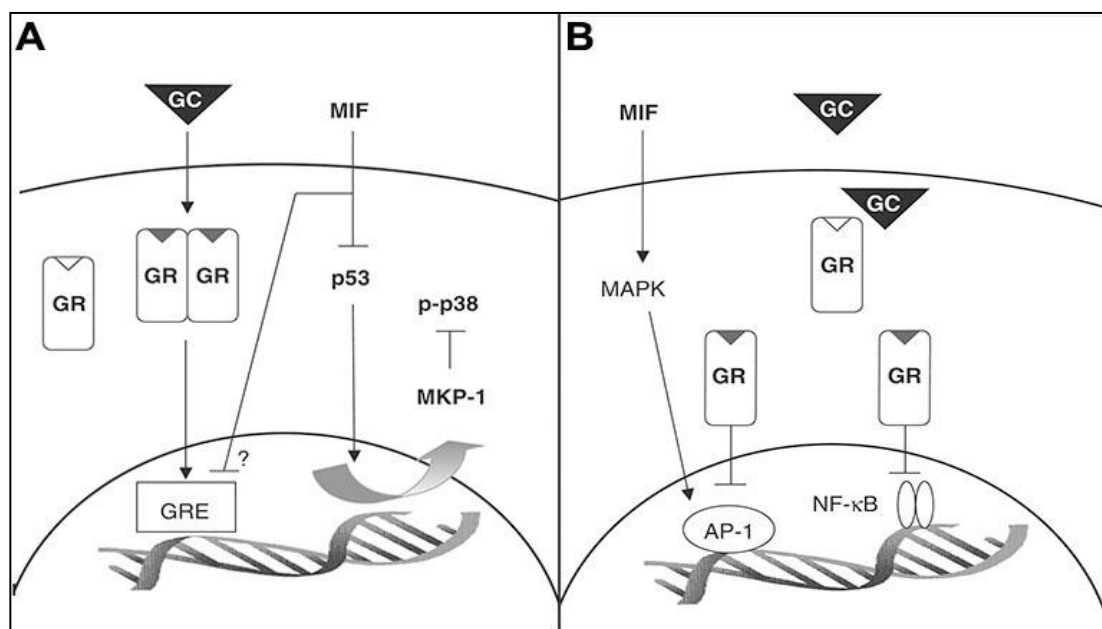 A
GC
MIF
GR
GR GR
p53
p-p38
MKP-1
?
GRE
B
MIF
GC
GC
GR
MAPK
GR
GR
NF-κB
AP-1